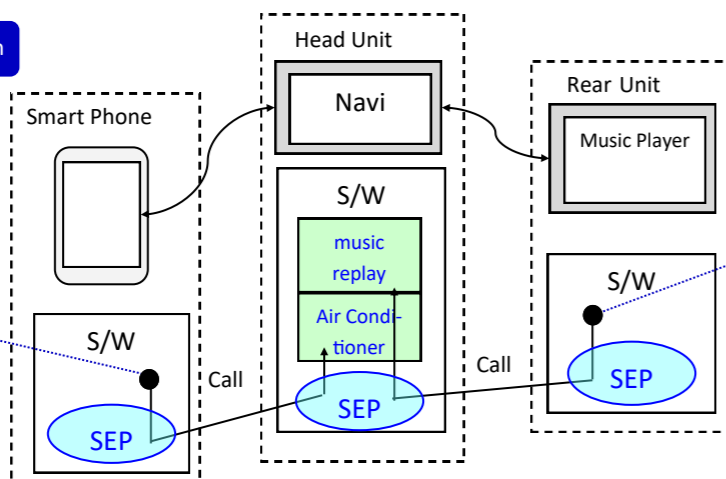 n
Smart Phone
S/W
SEP
Call
Head Unit
Navi
S/W
music
replay
Air Condi-
tioner
SEP
Call
Rear Unit
Music Player
S/W
SEP